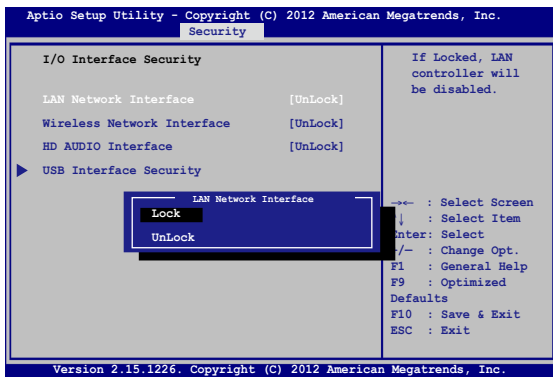 Aptio Setup Utility - Copyright (C) 2012 American Megatrends, Inc.
Security
I/O Interface Security
LAN Network Interface [UnLock]
Wireless Network Interface [UnLock]
HD AUDIO Interface [UnLock]
USB Interface Security
LAN Network Interface
Lock
UnLock
If Locked, LAN
controller will
be disabled.
→← : Select Screen
↓ : Select Item
Enter: Select
/— : Change Opt.
F1 : General Help
F9 : Optimized
Defaults
F10 : Save & Exit
ESC : Exit
Version 2.15.1226. Copyright (C) 2012 American Megatrends, Inc.